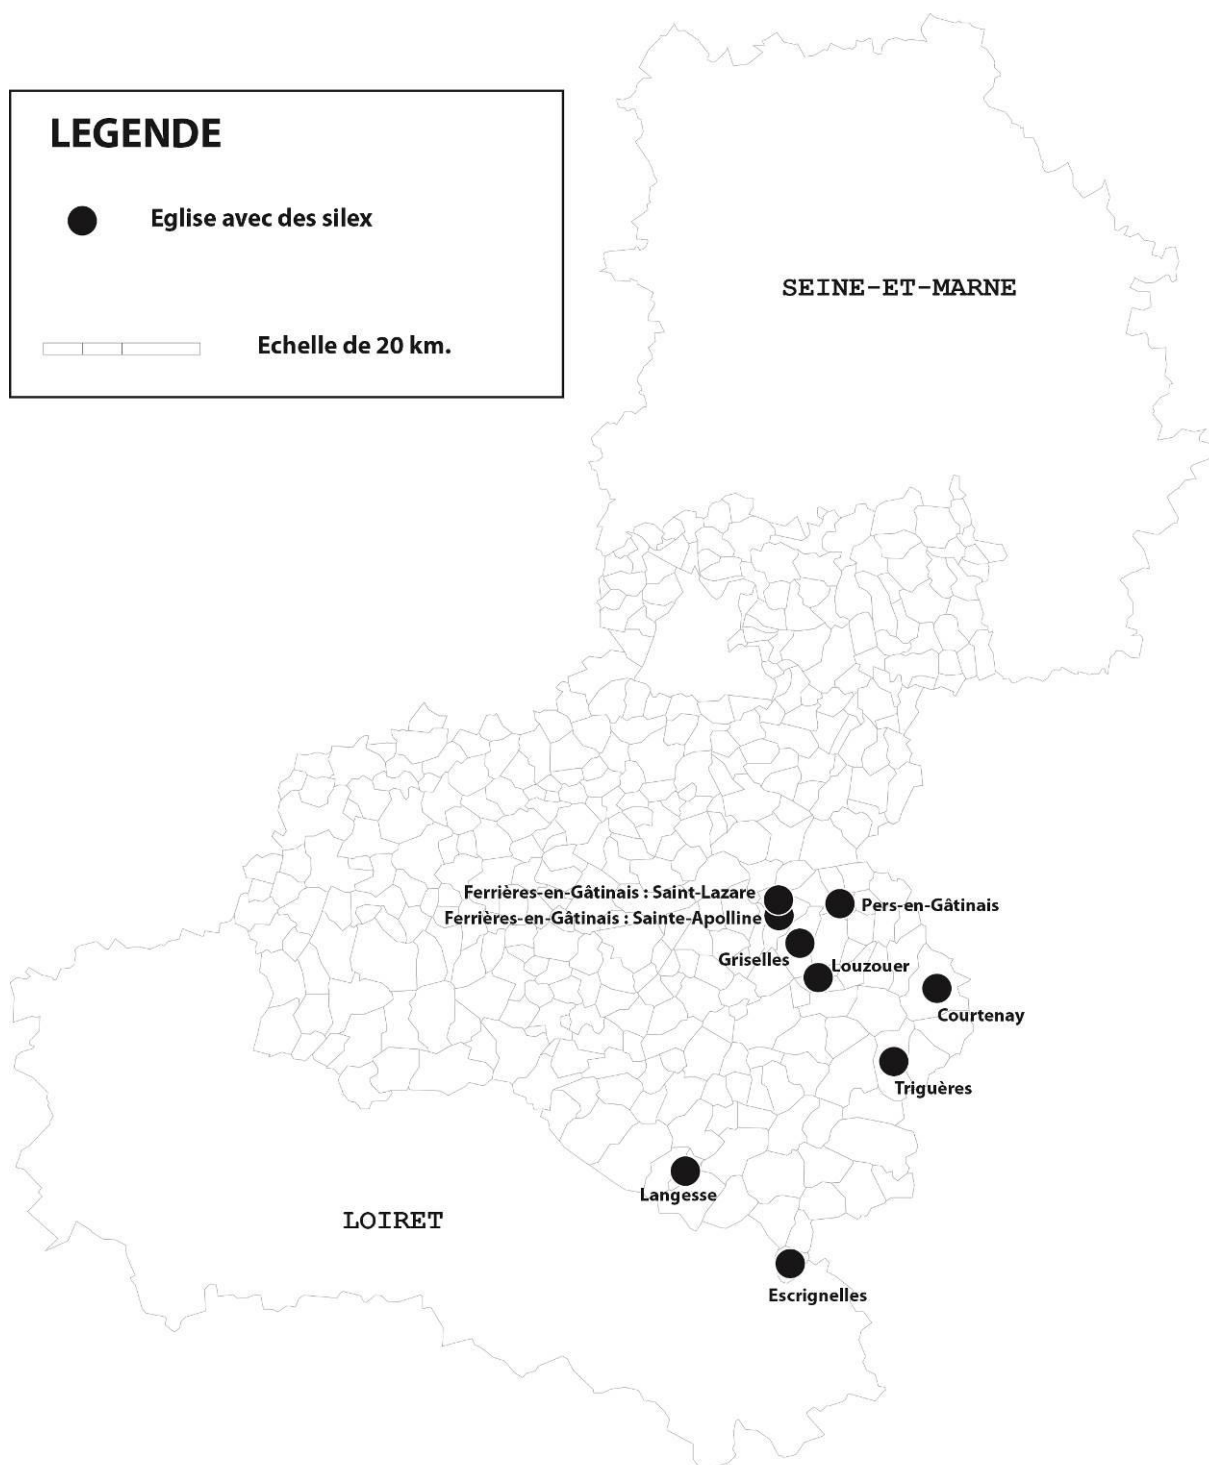 LEGENDE
Eglise avec des silex
Echelle de 20 km.
SEINE-ET-MARNE
Ferrières-en-Gâtinais : Saint-Lazare
Pers-en-Gâtinais
Ferrières-en-Gâtinais : Sainte-Apolline
Griselles
Louzouer
Courtenay
Triguères
Langesse
LOIRET
Escrignelles